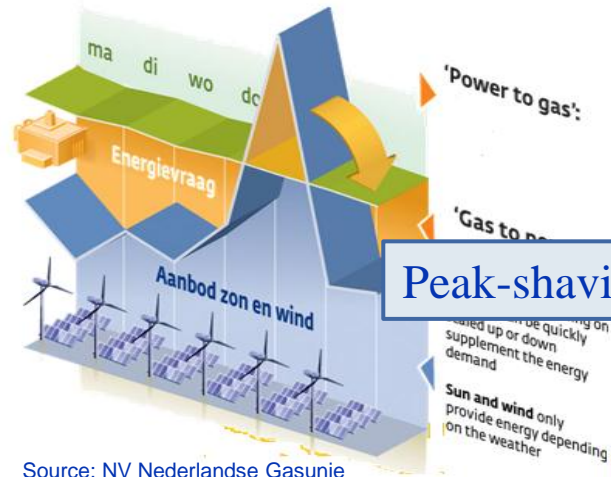 ma di wo do
'Power to gas':
Energievraag
'Gas to
Aanbod zon en wind
Peak-shavi
on
be quickly
scaled up or down
supplement the energy
demand
Sun and wind only
provide energy depending
on the weather
Source: NV Nederlandse Gasunie